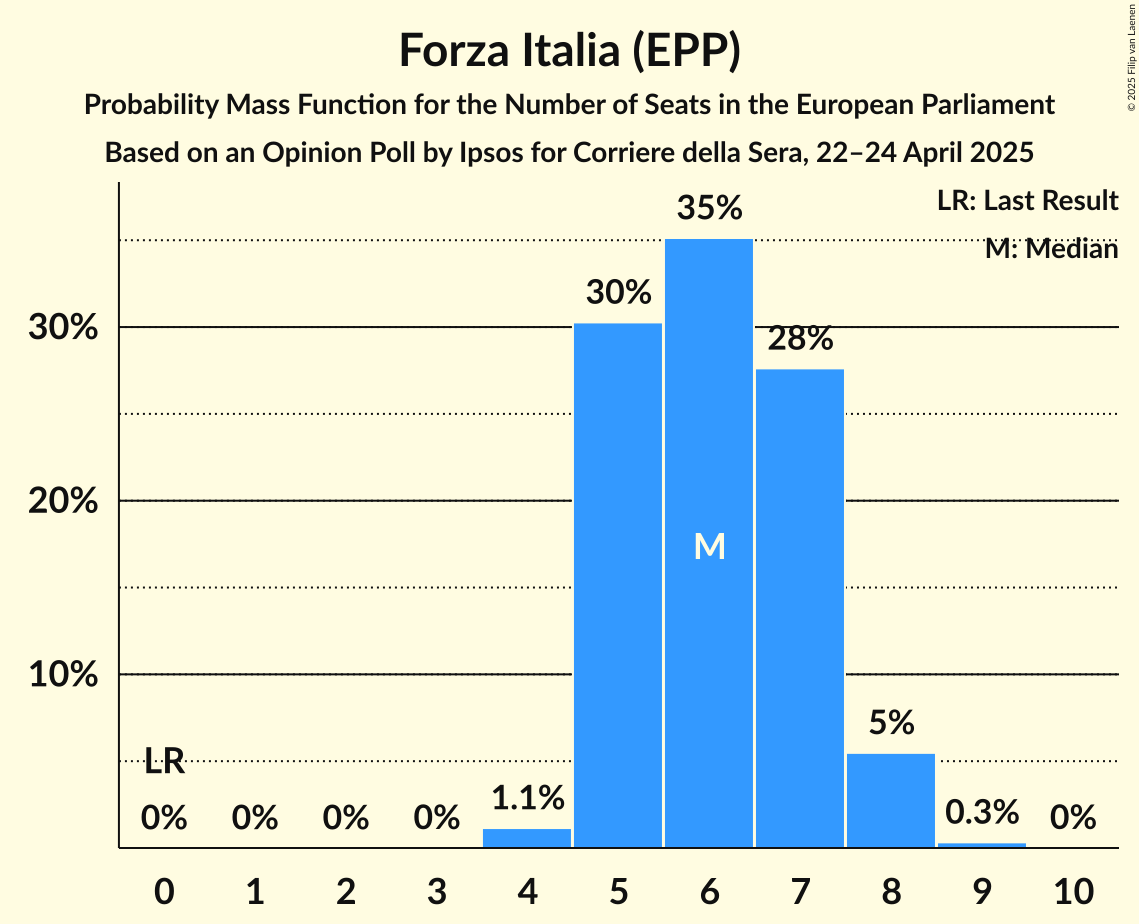 Forza Italia (EPP)
Probability Mass Function for the Number of Seats in the European Parliament
Based on an Opinion Poll by Ipsos for Corriere della Sera, 22–24 April 2025
© 2025 Filip van Laenen
LR: Last Result
M: Median
35%
30%
30%
28%
20%
M
10%
5%
LR
1.1%
0.3%
0% 0% 0% 0% 0%
0 1 2 3 4 5 6 7 8 9 10